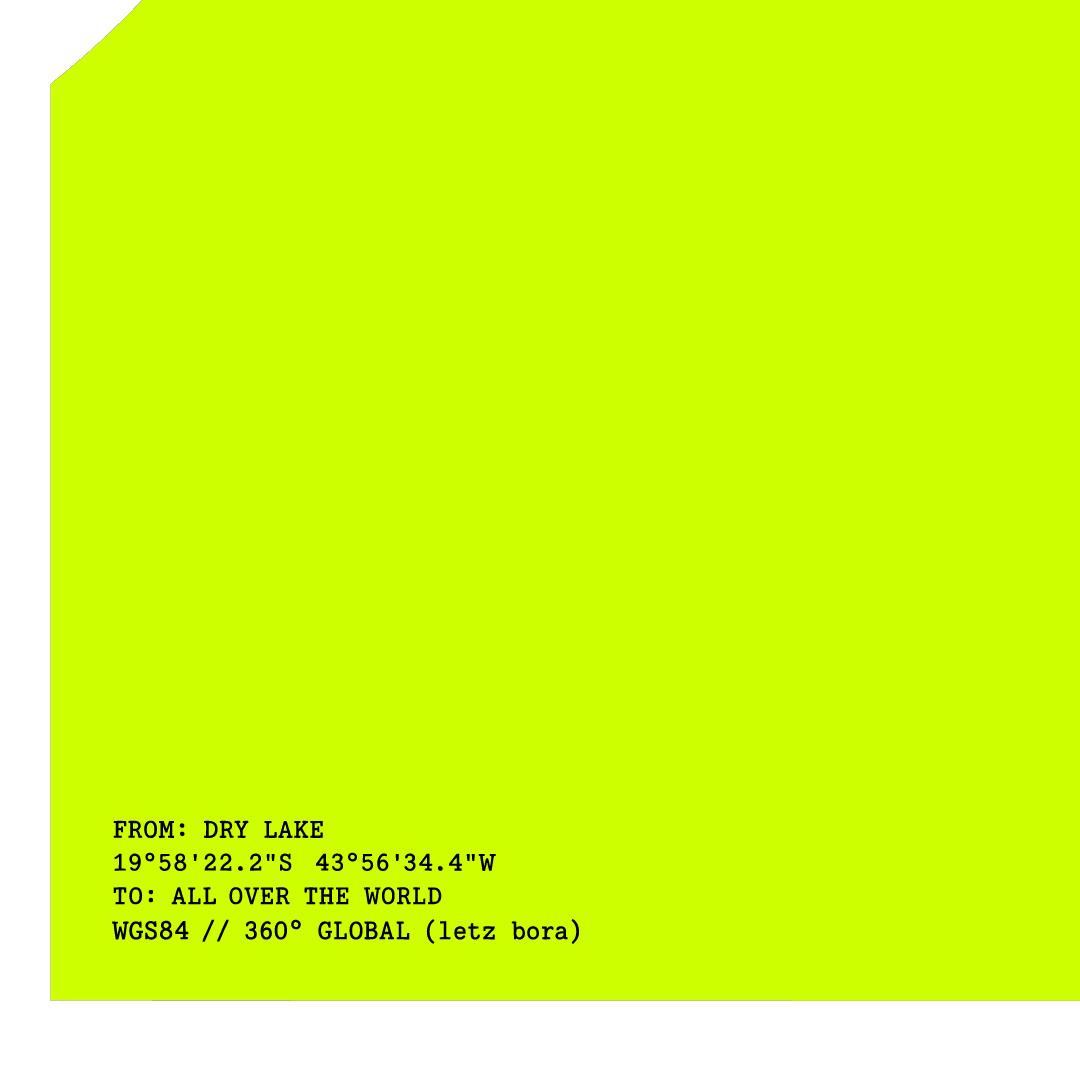 FROM: DRY LAKE
19°58'22.2"S 43°56'34.4"W
TO: ALL OVER THE WORLD
WGS84 // 360° GLOBAL (letz bora)